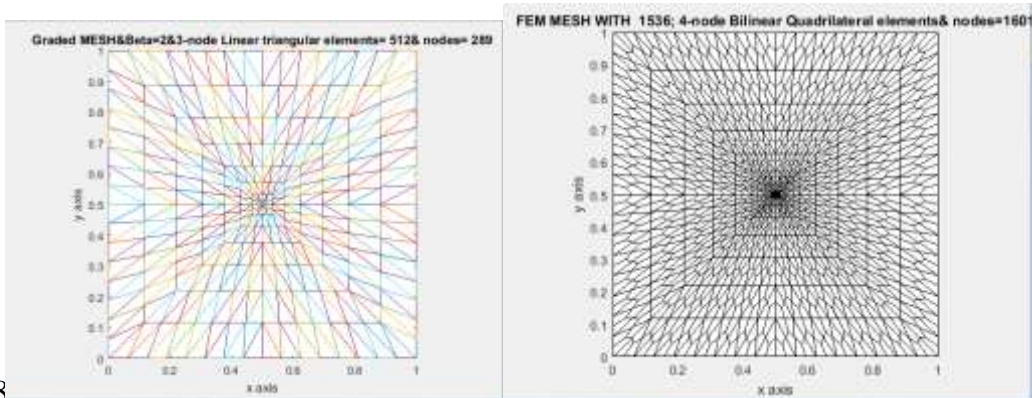 Graded MESH&Beta=2&3-node Linear triangular elements= 512& nodes= 289
1
0.9
0.8
0.7
0.6
0.5
0.4
0.3
0.2
0.1
0
y axis
0 0.2 0.4 0.6 0.8 1
x axis
8
FEM MESH WITH 1536; 4-node Bilinear Quadrilateral elements& nodes=1601
1
0.9
0.8
0.7
0.6
0.5
0.4
0.3
0.2
0.1
0
y axis
0 0.2 0.4 0.6 0.8 1
x axis